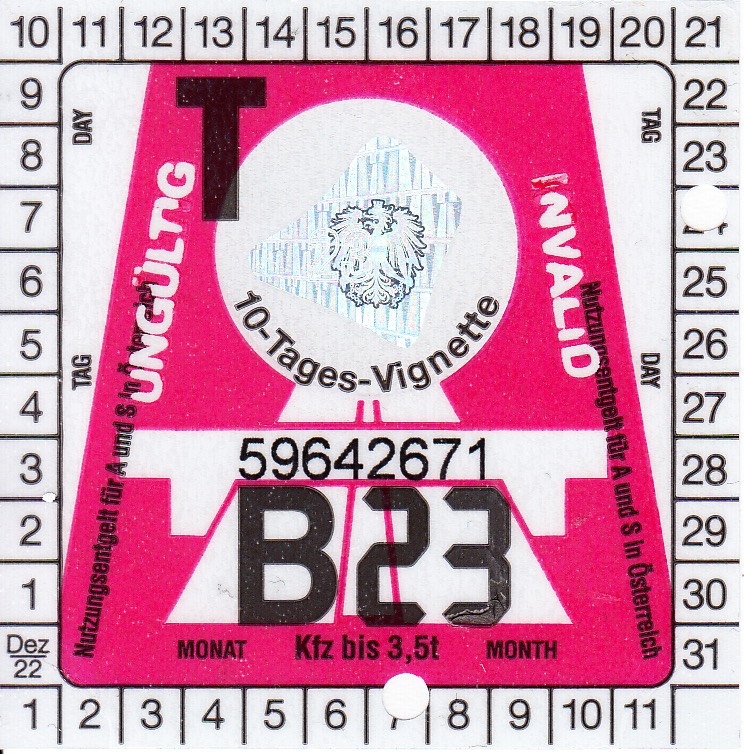 10 11 12 13 14 15 16 17 18 19 20 21
9
8
7
6
5
4
3
2
1
Dez
22
DAY
TAG
T
TAG
DAY
22
23
25
26
27
28
29
30
31
UNGÜLTIG
INVALID
10-Tages-Vignette
Nutzungsentgelt für A und S in Österreich
Nutzungsentgelt für A und S in Österreich
59642671
B23
MONAT Kfz bis 3,5t MONTH
1 2 3 4 5 6 8 9 10 11